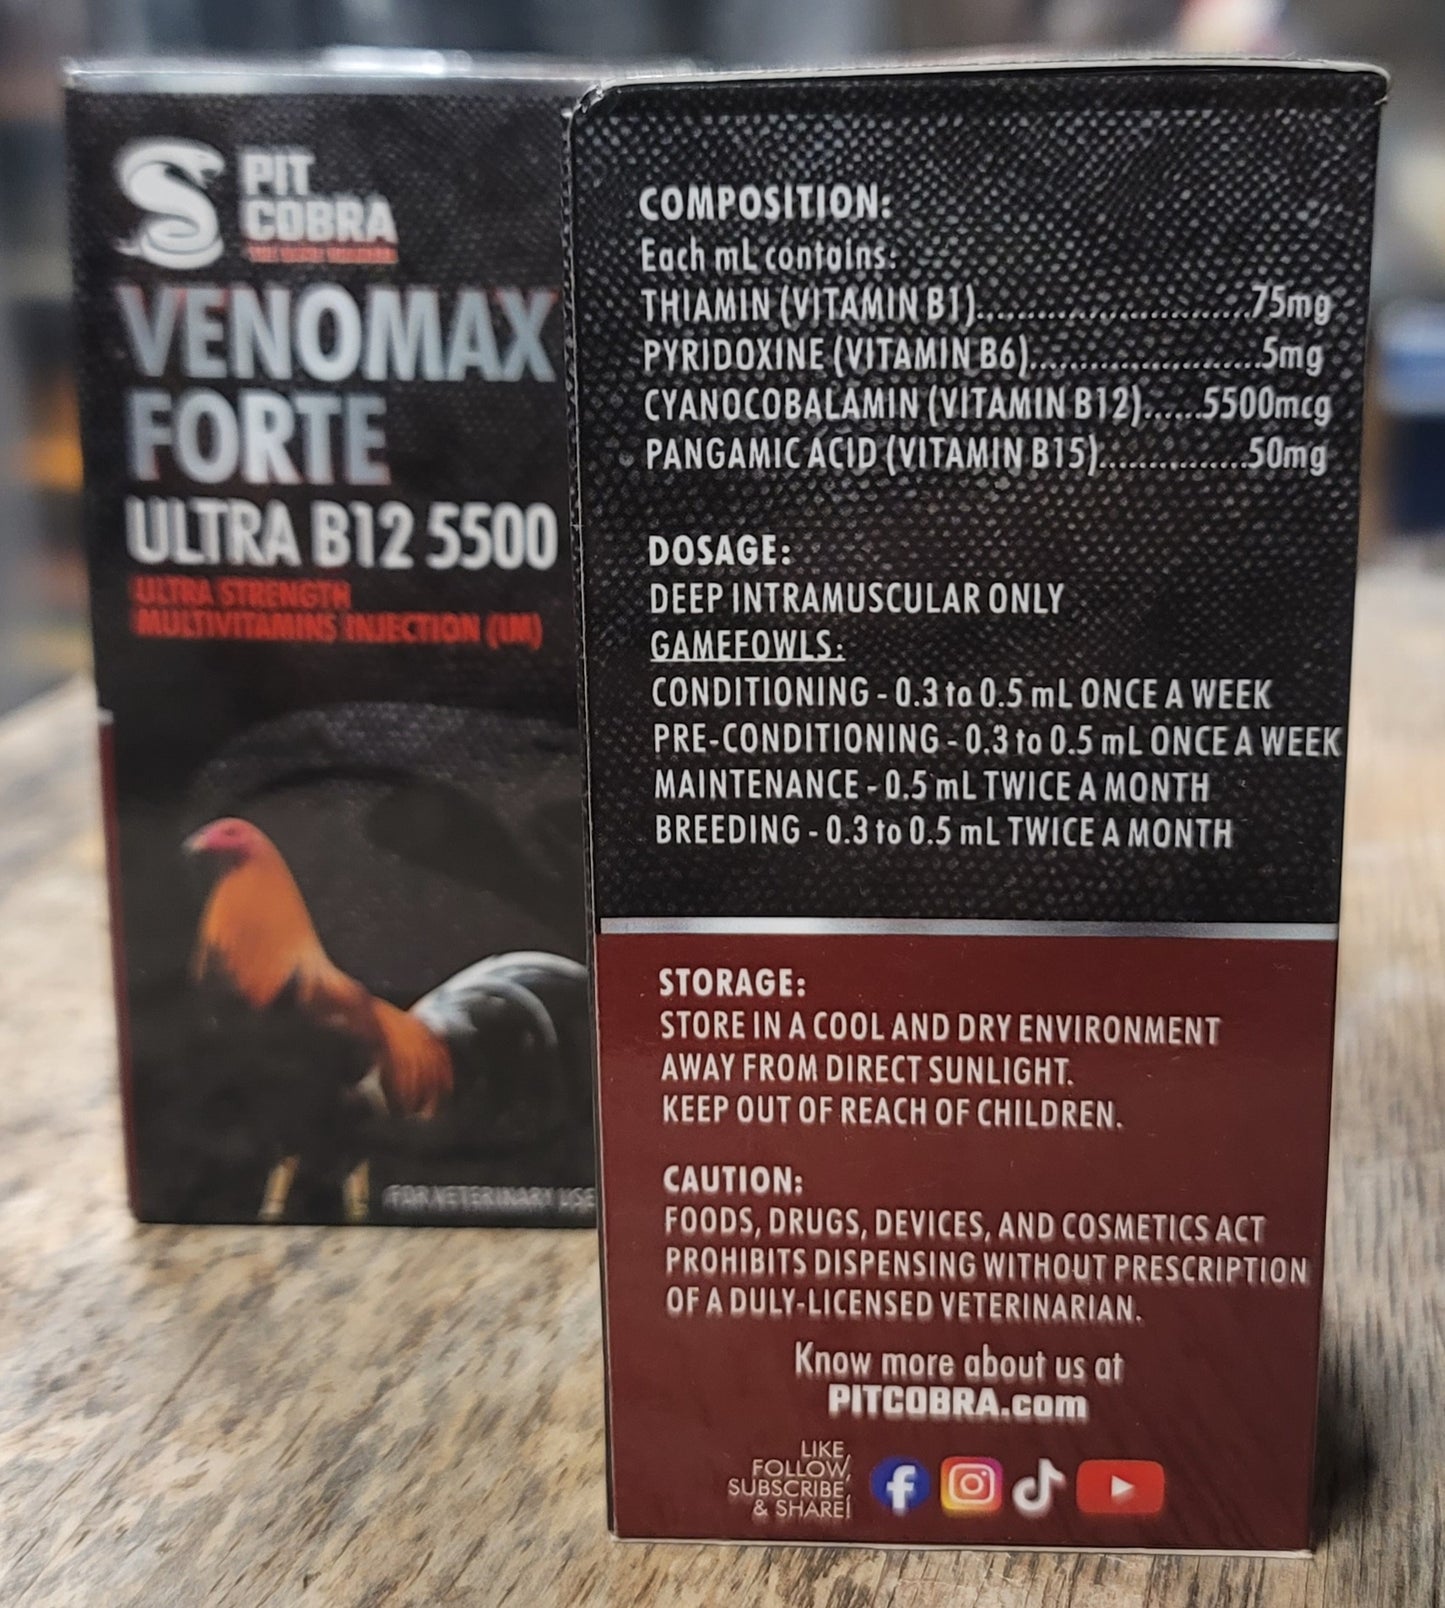 PIT
COBRA
VENOMAX
FORTE
ULTRA B12 5500
ULTRA STRENGTH
MULTIVITAMINS INJECTION (IM)
FOR VETERINARY USE
COMPOSITION:
Each mL contains:
THIAMIN (VITAMIN B1)............................75mg
PYRIDOXINE (VITAMIN B6).......................5mg
CYANOCOBALAMIN (VITAMIN B12)......5500mcg
PANGAMIC ACID (VITAMIN B15)...............50mg
DOSAGE:
DEEP INTRAMUSCULAR ONLY
GAMEFOWLS:
CONDITIONING - 0.3 to 0.5 mL ONCE A WEEK
PRE-CONDITIONING - 0.3 to 0.5 mL ONCE A WEEK
MAINTENANCE - 0.5 mL TWICE A MONTH
BREEDING - 0.3 to 0.5 mL TWICE A MONTH
STORAGE:
STORE IN A COOL AND DRY ENVIRONMENT
AWAY FROM DIRECT SUNLIGHT.
KEEP OUT OF REACH OF CHILDREN.
CAUTION:
FOODS, DRUGS, DEVICES, AND COSMETICS ACT
PROHIBITS DISPENSING WITHOUT PRESCRIPTION
OF A DULY-LICENSED VETERINARIAN.
Know more about us at
PITCOBRA.com
LIKE,
FOLLOW,
SUBSCRIBE,
& SHARE!